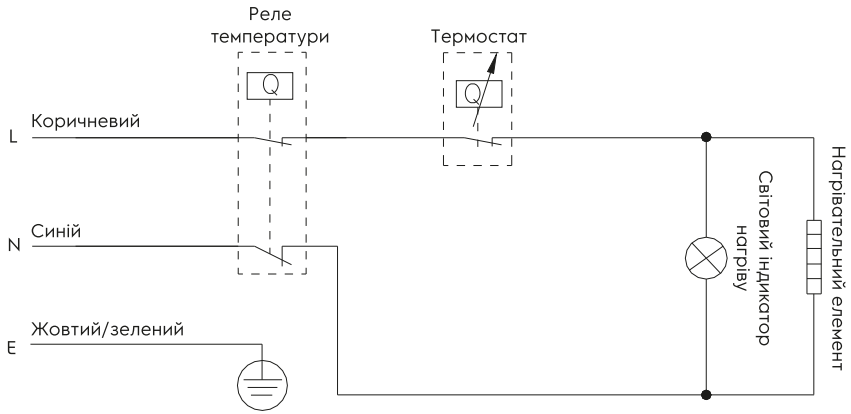 Реле
температури
Термостат
Q
Q
Коричневий
L
Синій
N
Жовтий/зелений
E
Світовий індикатор
нагріву
Нагрівательний елемент